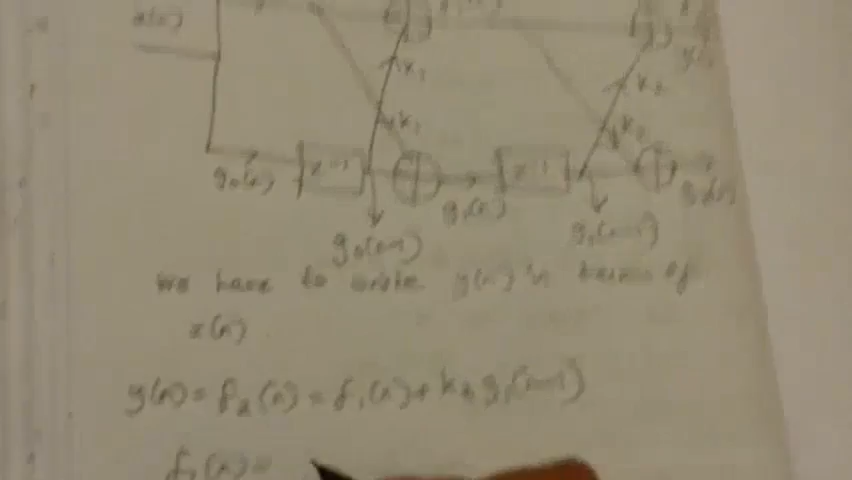 x(n)
k1
k2
k1
k2
g0(n)
z^-1
z^-1
g1(n)
g2(n)
g0(n-1)
g1(n-1)
We have to write y(n) in terms of
x(n)
y(n) = f2(n) = f1(n) + k2 g1(n-1)
f1(n) =